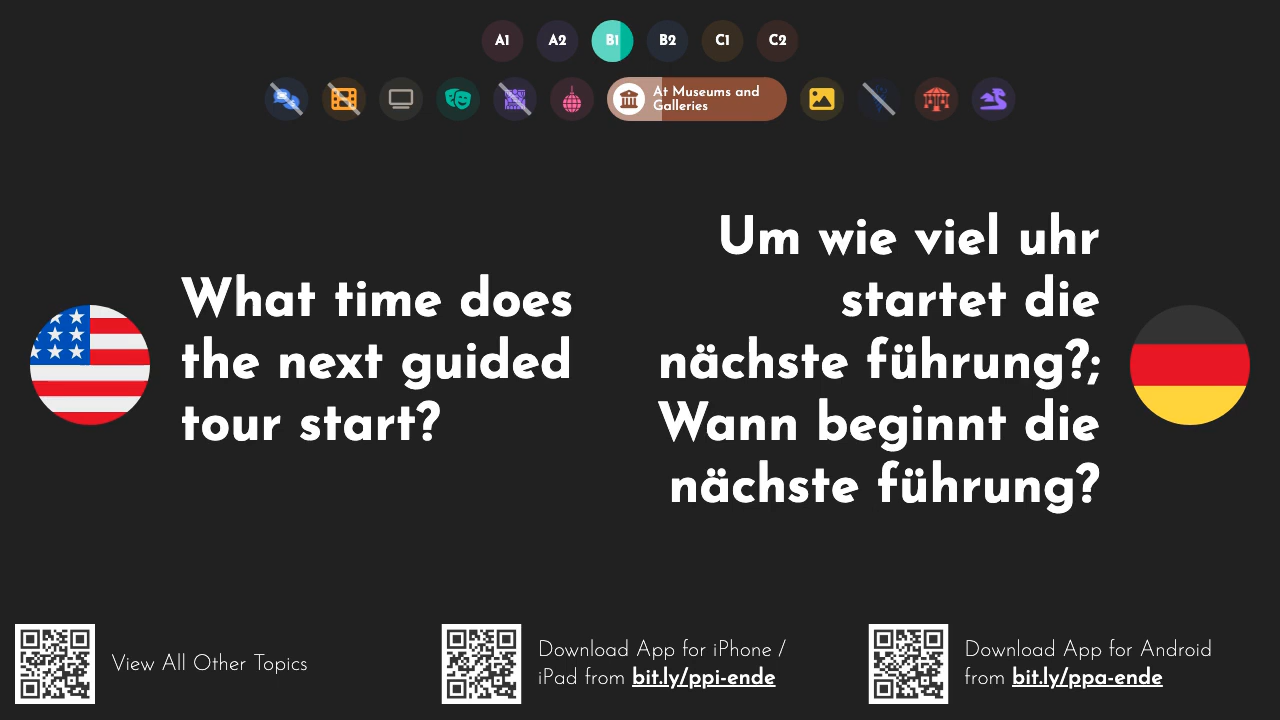 A1 A2 B1 B2 C1 C2
At Museums and
Galleries
What time does
the next guided
tour start?
Um wie viel uhr
startet die
nächste führung?;
Wann beginnt die
nächste führung?
View All Other Topics
Download App for iPhone /
iPad from bit.ly/ppi-ende
Download App for Android
from bit.ly/ppa-ende